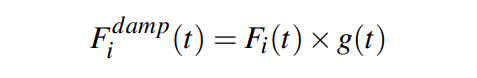 F_i^{damp}(t) = F_i(t) × g(t)